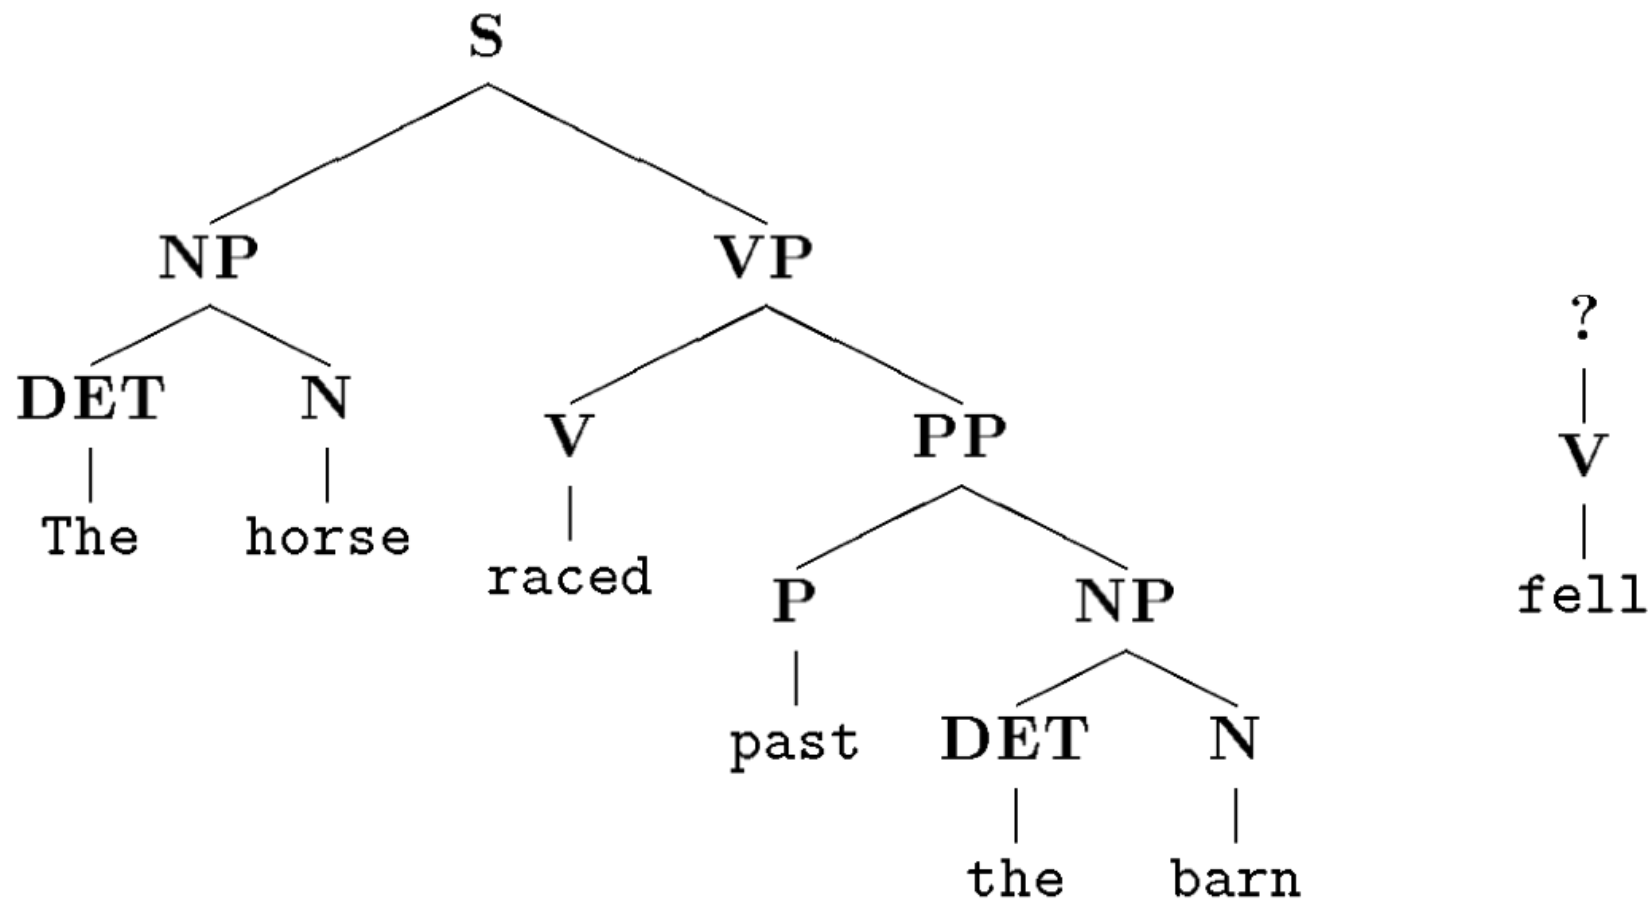 S
NP VP
?
DET N
V PP
V
The horse
raced
fell
P NP
past
DET N
the barn